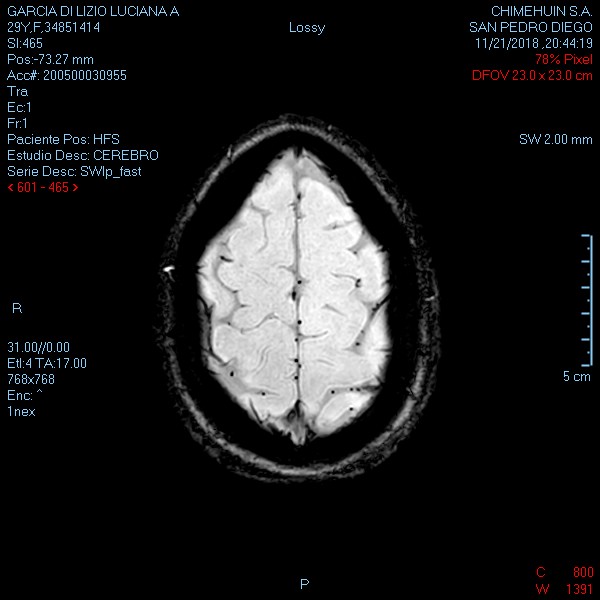 GARCIA DI LIZIO LUCIANA A
29Y,F,34851414
SI:465
Pos:-73.27 mm
Acc#: 200500030955
Tra
Ec:1
Fr:1
Paciente Pos: HFS
Estudio Desc: CEREBRO
Serie Desc: SWIp_fast
< 601 - 465 >
Lossy
CHIMEHUIN S.A.
SAN PEDRO DIEGO
11/21/2018 ,20:44:19
78% Pixel
DFOV 23.0 x 23.0 cm
SW 2.00 mm
R
31.00//0.00
Etl:4 TA:17.00
768x768
Enc: ^
1nex
5 cm
P
C 800
W 1391